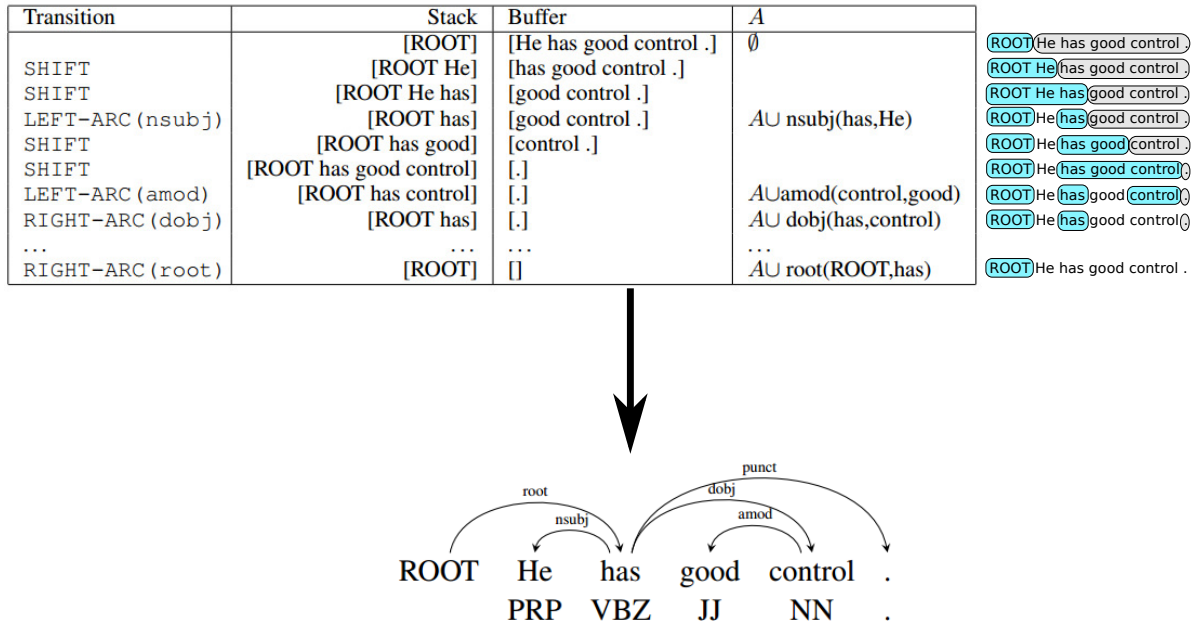 Transition Stack Buffer A
[ROOT] [He has good control .] ∅ ROOT He has good control .
SHIFT [ROOT He] [has good control .] ROOT He has good control .
SHIFT [ROOT He has] [good control .] ROOT He has good control .
LEFT-ARC(nsubj) [ROOT has] [good control .] A∪ nsubj(has,He) ROOT He has good control .
SHIFT [ROOT has good] [control .] ROOT He has good control .
SHIFT [ROOT has good control] [.] ROOT He has good control .
LEFT-ARC(amod) [ROOT has control] [.] A∪amod(control,good) ROOT He has good control .
RIGHT-ARC(dobj) [ROOT has] [.] A∪ dobj(has,control) ROOT He has good control .
... ... ... ...
RIGHT-ARC(root) [ROOT] [] A∪ root(ROOT,has) ROOT He has good control .
punct
root dobj
nsubj amod
ROOT He has good control .
PRP VBZ JJ NN .